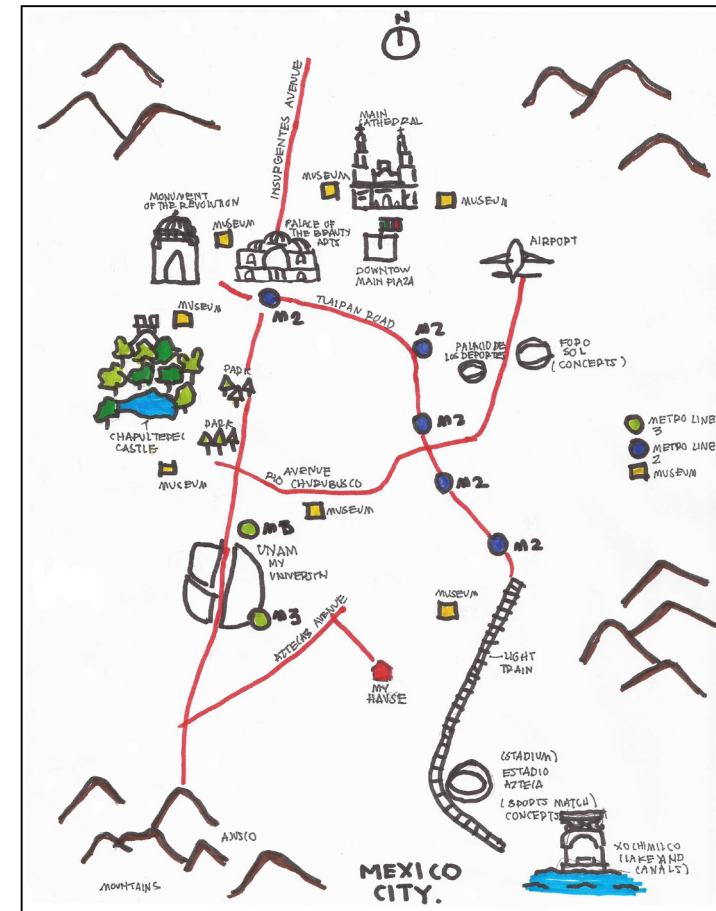 N
INSURGENTES AVENUE
MAIN
CATHEDRAL
MUSEUM
MUSEUM
MONUMENT
OF THE REVOLUTION
MUSEUM
PALACE OF
THE BEAUTY
ARTS
DOWNTOW
MAIN PLAZA
AIRPORT
M2
TLALPAN ROAD
MUSEUM
M2
PALACIO DE
LOS DEPORTES
FORO
SOL
(CONCERTS)
PARK
PARK
M2
CHAPULTEPEC
CASTLE
METRO LINE
3
METRO LINE
2
MUSEUM
MUSEUM
RIO
AVENUE
CHURUBUSCO
M2
MUSEUM
M3
M2
UNAM
MY
UNIVERSITY
M3
AZTECAS AVENUE
MUSEUM
LIGHT
TRAIN
MY
HAUSE
(STADIUM)
ESTADIO
AZTECA
(SPORTS MATCH)
CONCERTS
AJUSCO
MOUNTAINS
MEXICO
CITY.
XOCHIMILCO
(LAKE AND
CANALS)